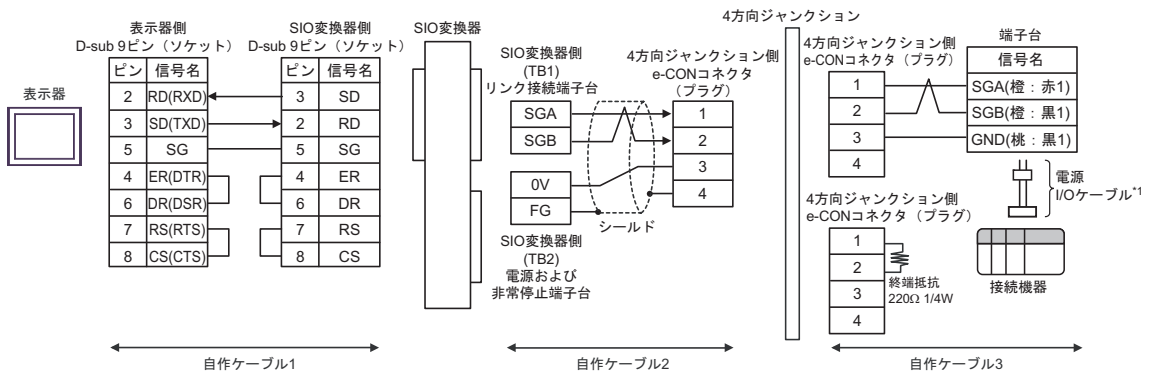 表示器
表示器側
D-sub 9ピン（ソケット）
ピン 信号名
2 RD(RXD)
3 SD(TXD)
5 SG
4 ER(DTR)
6 DR(DSR)
7 RS(RTS)
8 CS(CTS)
SIO変換器側
D-sub 9ピン（ソケット）
ピン 信号名
3 SD
2 RD
5 SG
4 ER
6 DR
7 RS
8 CS
自作ケーブル1
SIO変換器
SIO変換器側
(TB1)
リンク接続端子台
SGA
SGB
0V
FG
SIO変換器側
(TB2)
電源および
非常停止端子台
シールド
4方向ジャンクション側
e-CONコネクタ
（プラグ）
1
2
3
4
自作ケーブル2
4方向ジャンクション
4方向ジャンクション側
e-CONコネクタ（プラグ）
1
2
3
4
4方向ジャンクション側
e-CONコネクタ（プラグ）
1
2
3
4
終端抵抗
220Ω 1/4W
端子台
信号名
SGA(橙：赤1)
SGB(橙：黒1)
GND(桃：黒1)
電源
I/Oケーブル*1
接続機器
自作ケーブル3